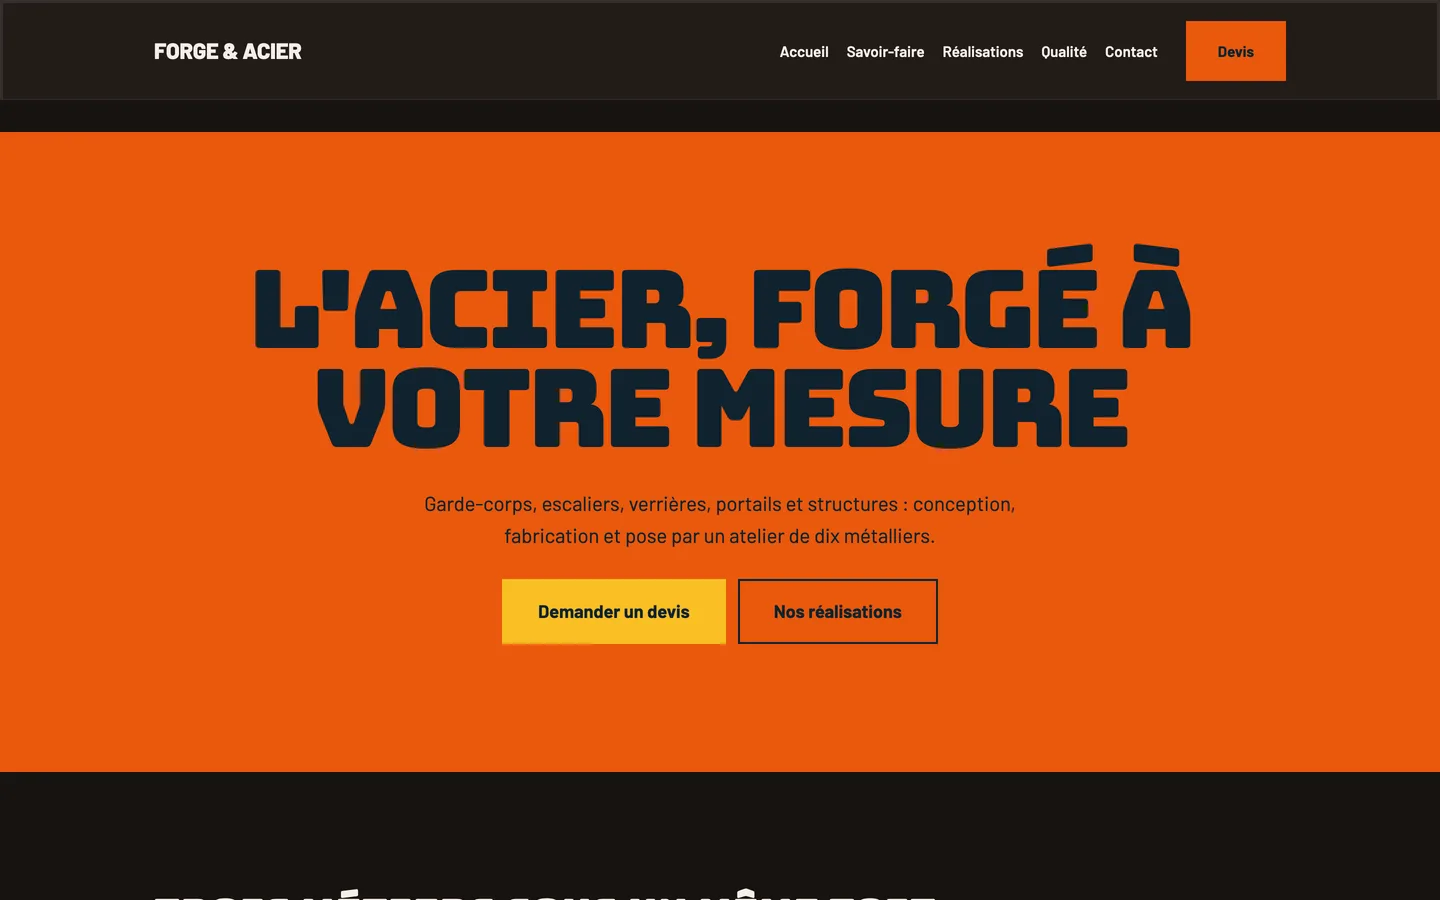 FORGE & ACIER
Accueil Savoir-faire Réalisations Qualité Contact Devis
L'ACIER, FORGÉ À
VOTRE MESURE
Garde-corps, escaliers, verrières, portails et structures : conception,
fabrication et pose par un atelier de dix métalliers.
Demander un devis Nos réalisations